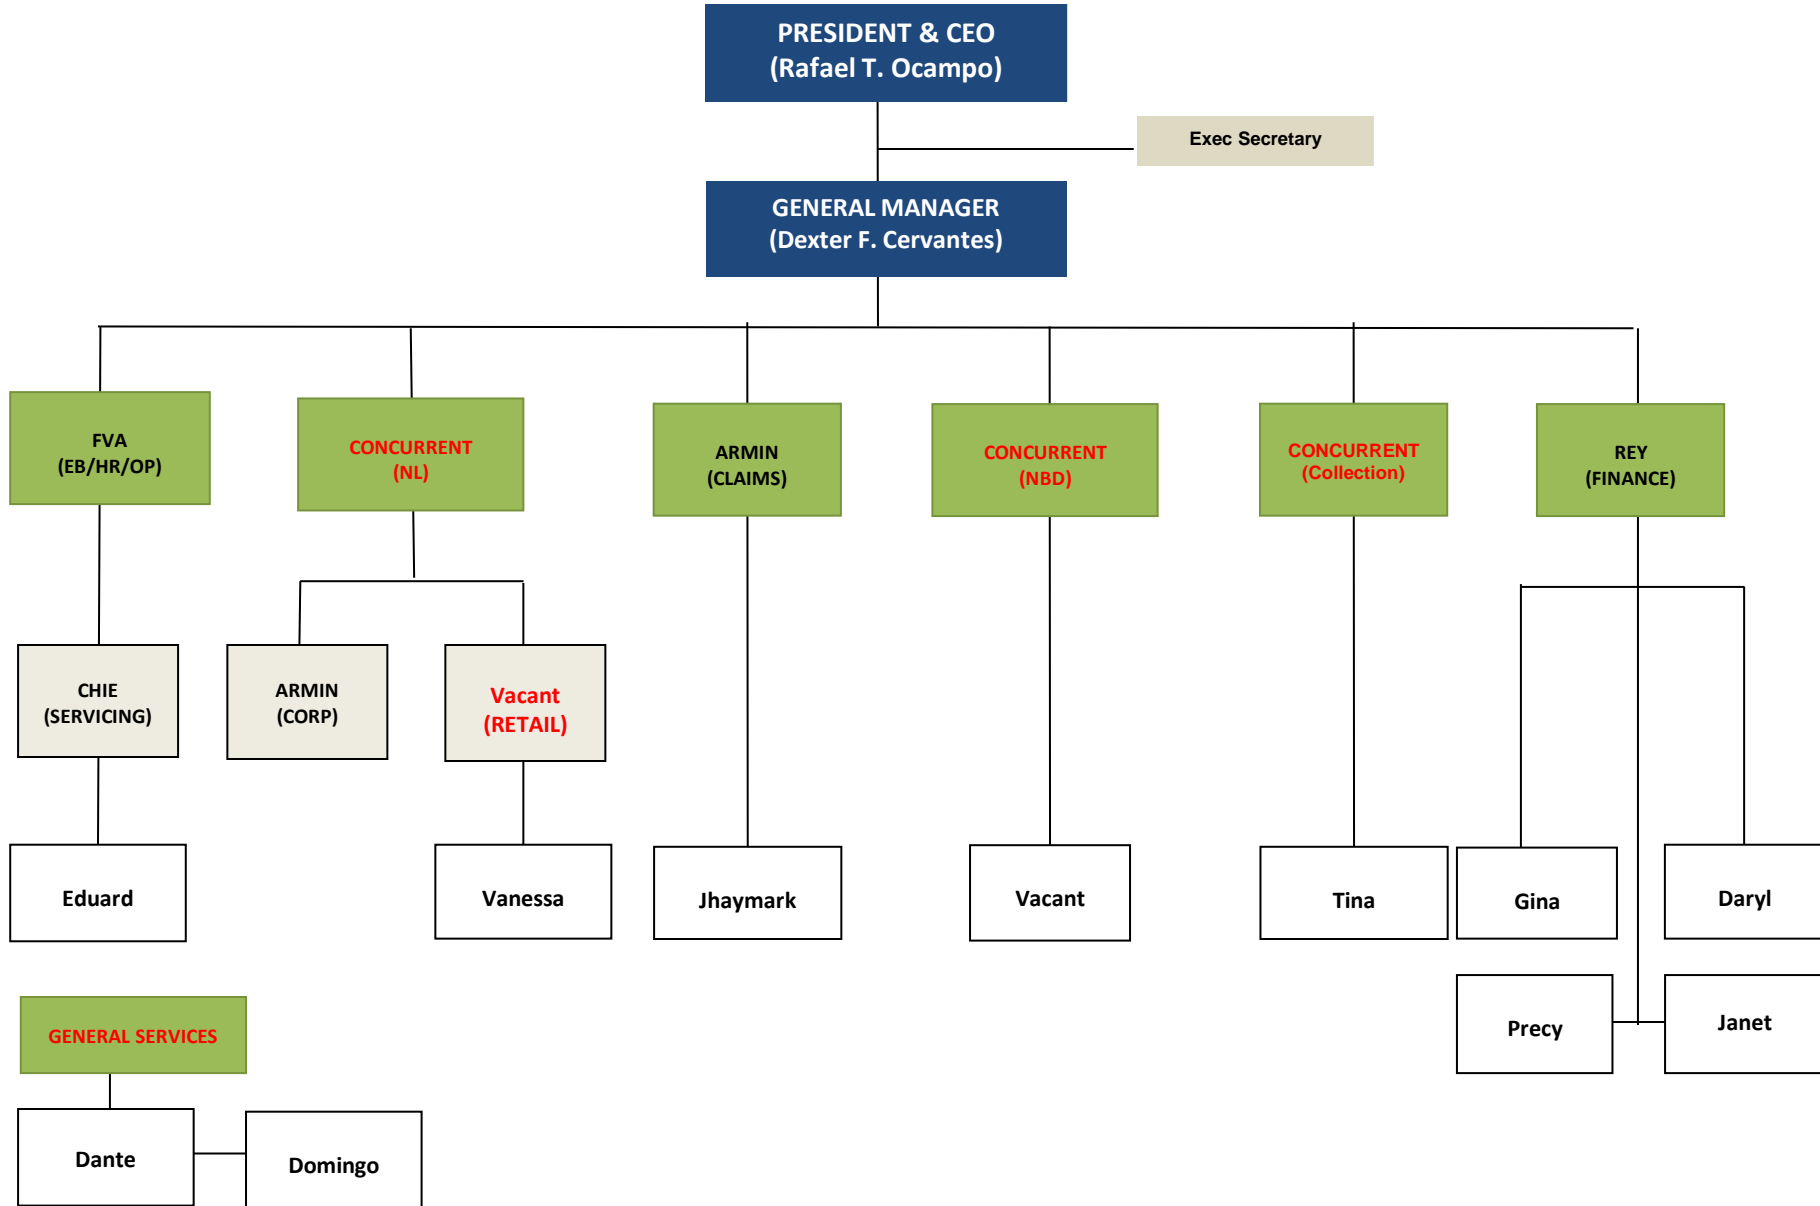 PRESIDENT & CEO
(Rafael T. Ocampo)
Exec Secretary
GENERAL MANAGER
(Dexter F. Cervantes)
FVA
(EB/HR/OP)
CONCURRENT
(NL)
ARMIN
(CLAIMS)
CONCURRENT
(NBD)
CONCURRENT
(Collection)
REY
(FINANCE)
CHIE
(SERVICING)
ARMIN
(CORP)
Vacant
(RETAIL)
Eduard
Vanessa
Jhaymark
Vacant
Tina
Gina
Daryl
Precy
Janet
GENERAL SERVICES
Dante
Domingo